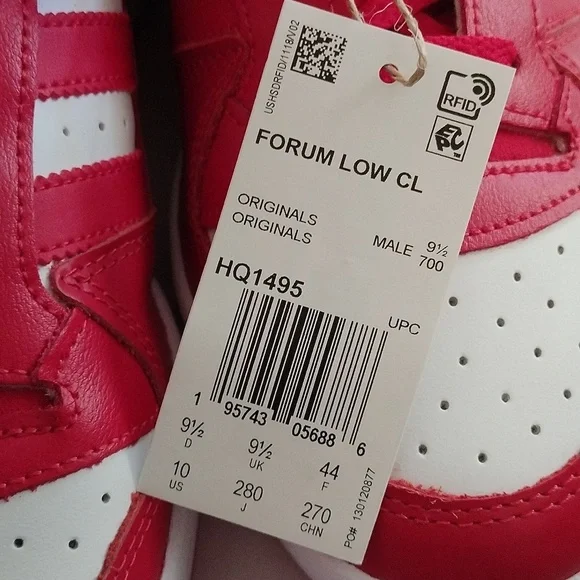 USHSDRFID/1118/V02
RFID
EPC™
FORUM LOW CL
ORIGINALS
ORIGINALS
MALE 9½
700
HQ1495
UPC
1 95743 05688 6
9½ 9½ 44
D UK F
10 280 270
US J CHN
PO# 130120877